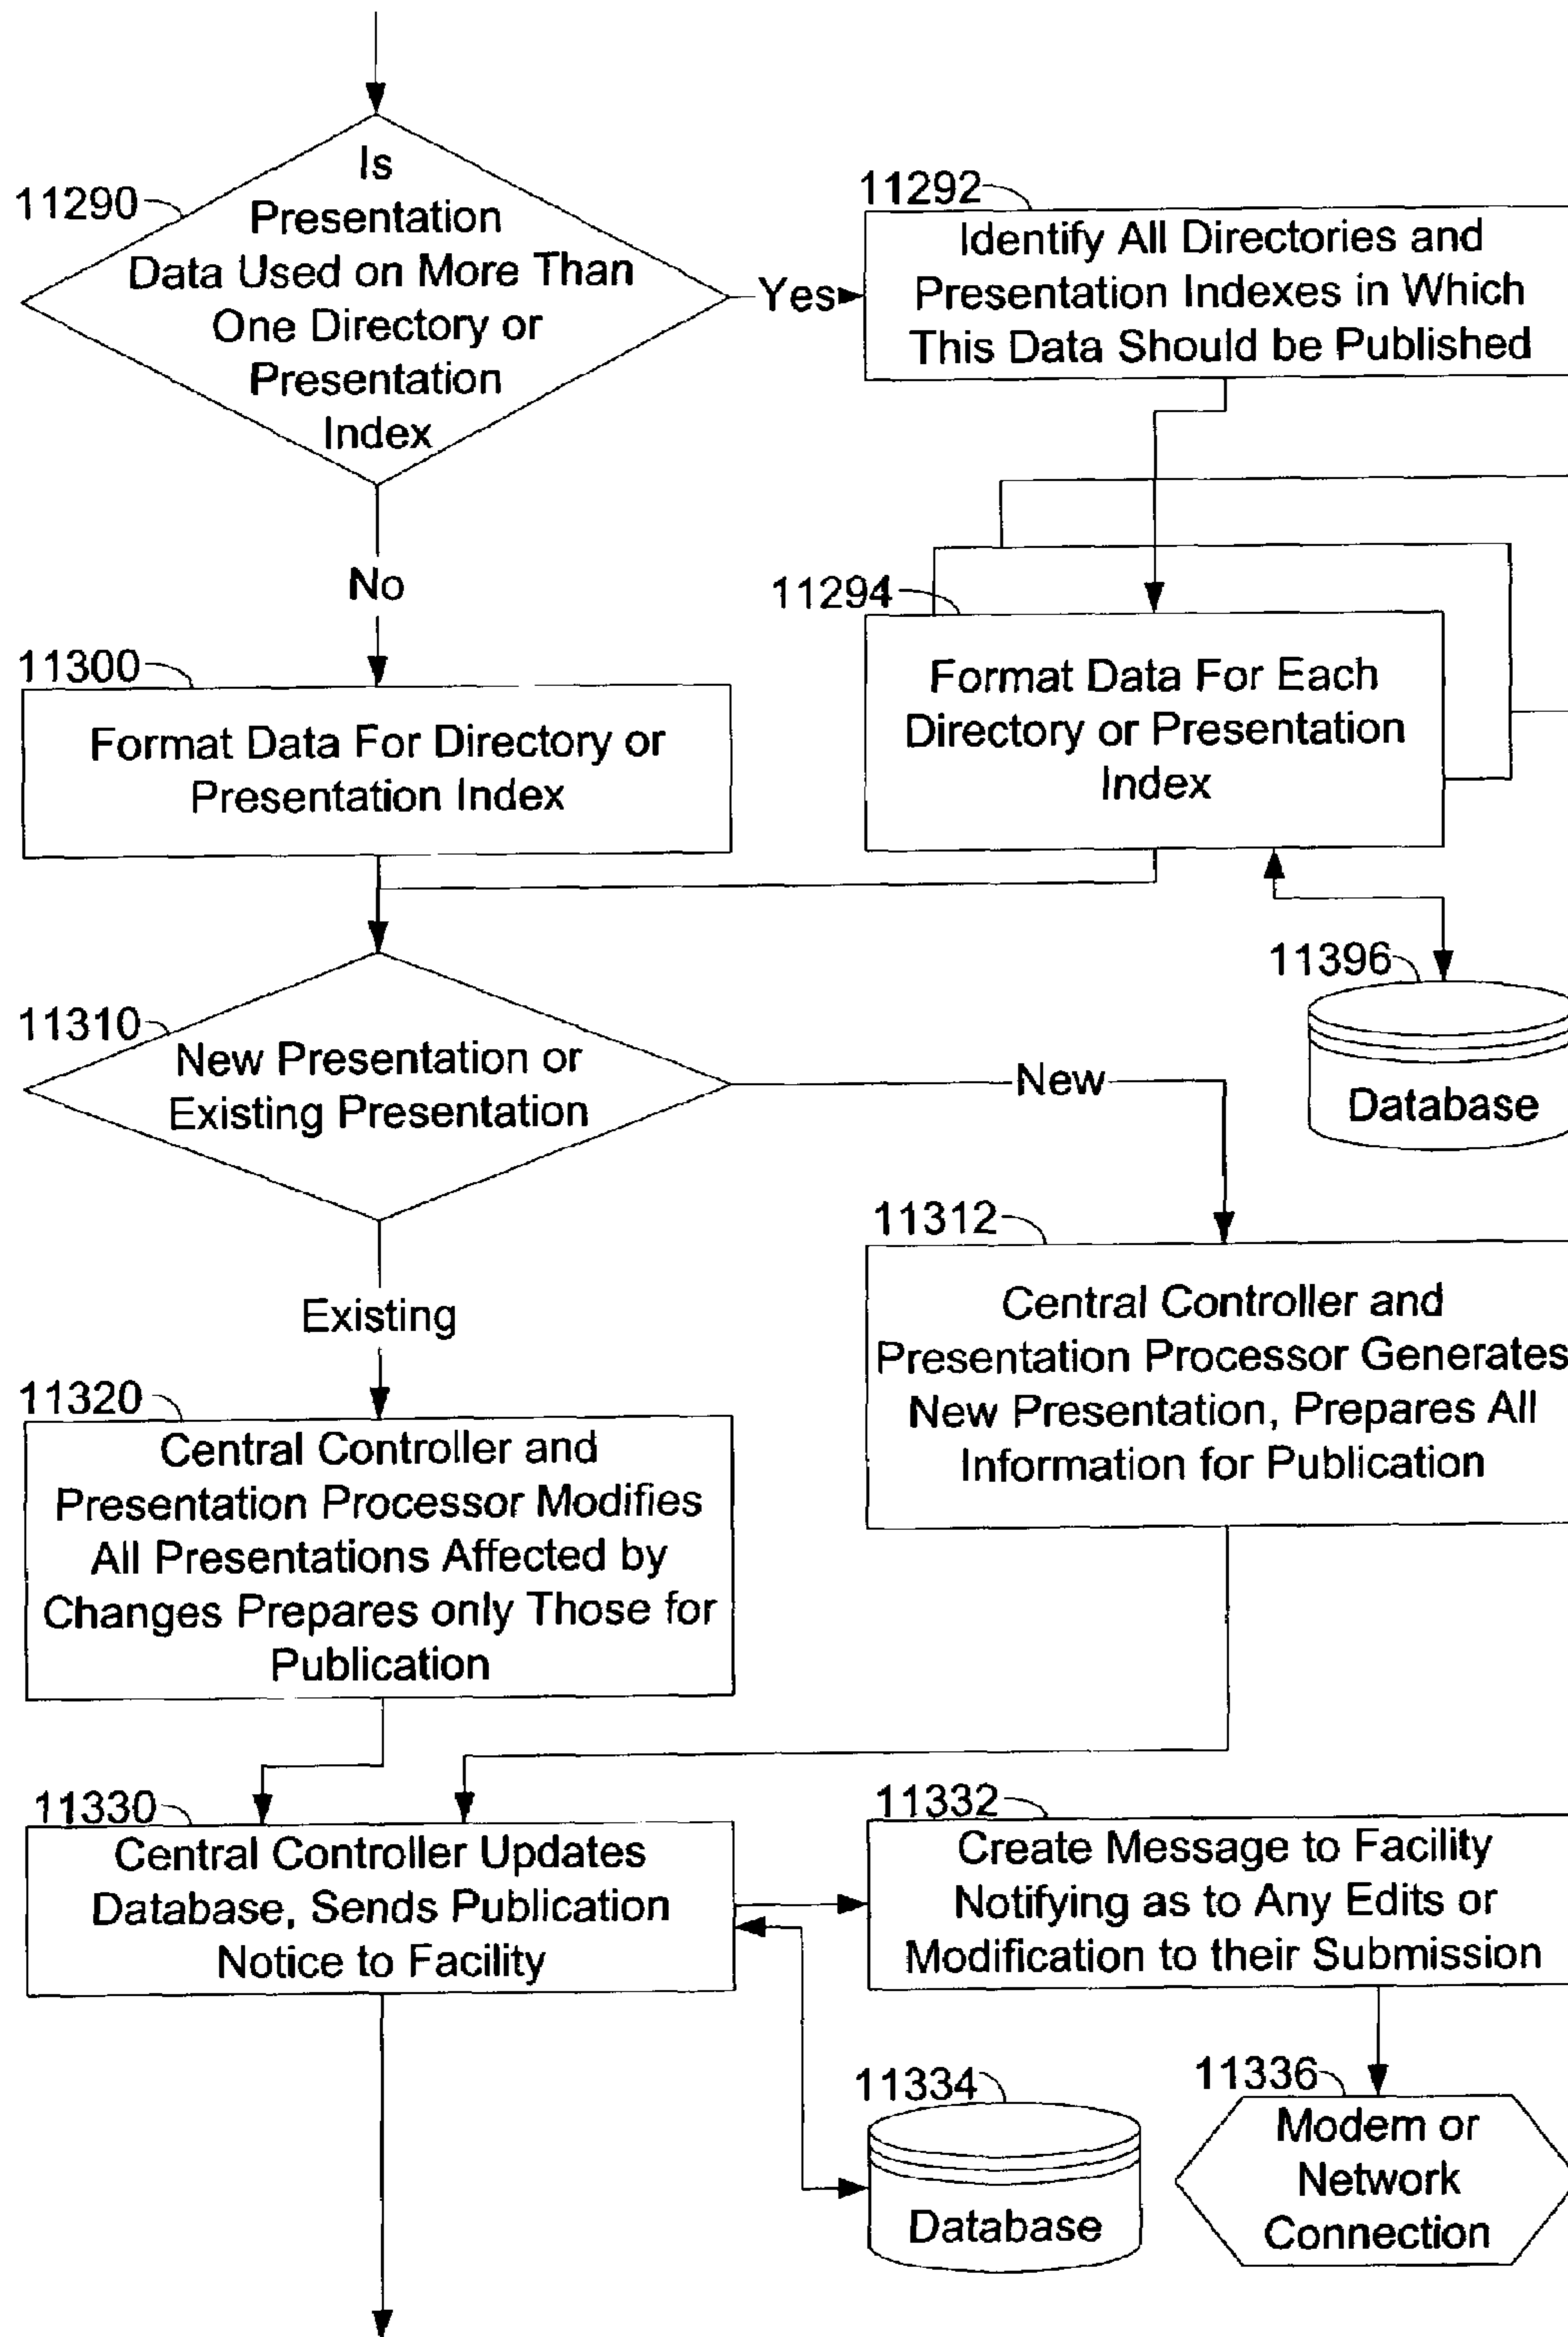 11290
Is
Presentation
Data Used on More Than
One Directory or
Presentation
Index
Yes
11292
Identify All Directories and
Presentation Indexes in Which
This Data Should be Published
No
11294
Format Data For Each
Directory or Presentation
Index
11300
Format Data For Directory or
Presentation Index
11396
Database
11310
New Presentation or
Existing Presentation
New
11312
Central Controller and
Presentation Processor Generates
New Presentation, Prepares All
Information for Publication
Existing
11320
Central Controller and
Presentation Processor Modifies
All Presentations Affected by
Changes Prepares only Those for
Publication
11330
Central Controller Updates
Database, Sends Publication
Notice to Facility
11332
Create Message to Facility
Notifying as to Any Edits or
Modification to their Submission
11334
Database
11336
Modem or
Network
Connection